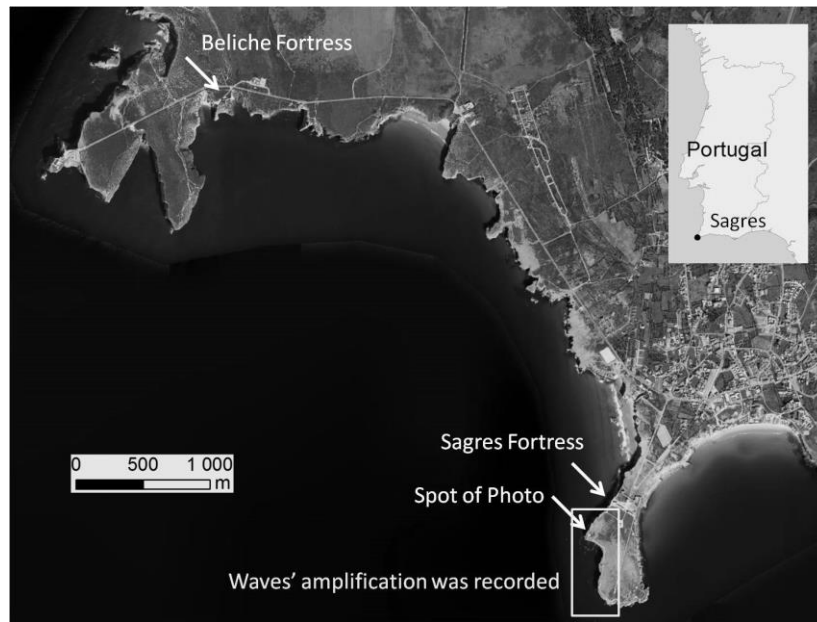 Beliche Fortress
Portugal
Sagres
Sagres Fortress
0 500 1 000
m
Spot of Photo
Waves' amplification was recorded